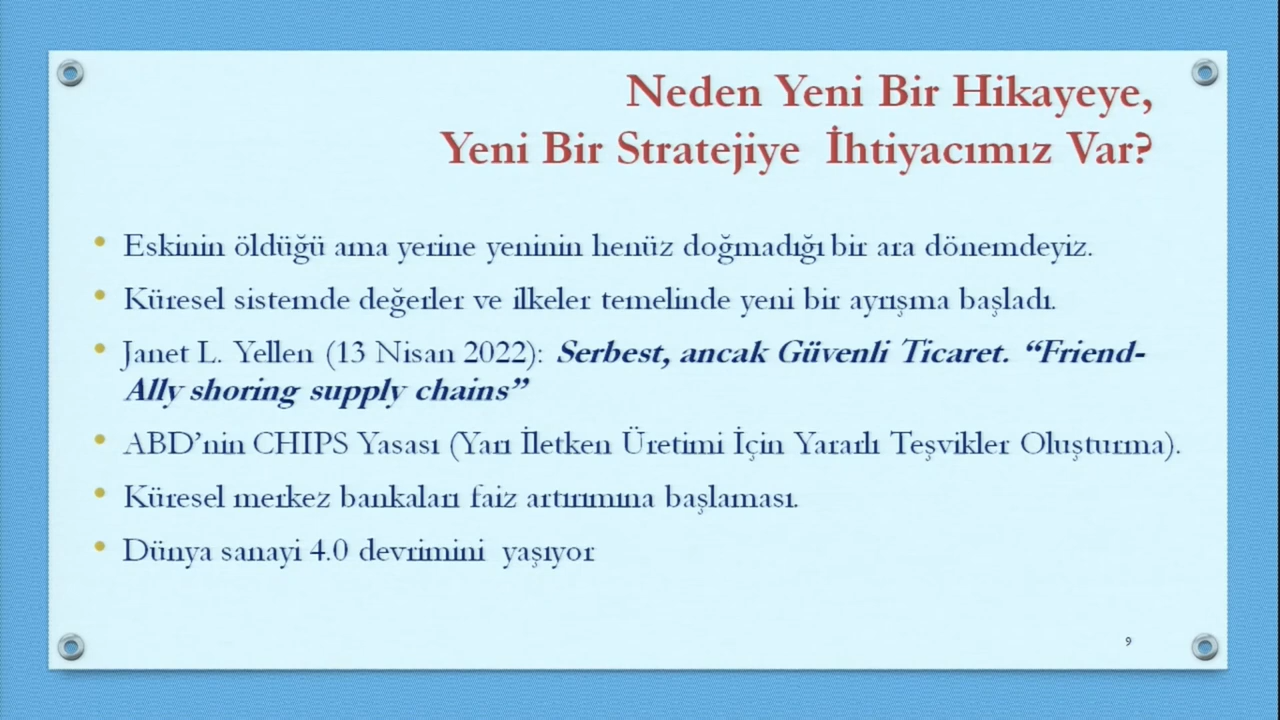 Neden Yeni Bir Hikayeye,
Yeni Bir Stratejiye İhtiyacımız Var?
• Eskinin öldüğü ama yerine yeninin henüz doğmadığı bir ara dönemdeyiz.
• Küresel sistemde değerler ve ilkeler temelinde yeni bir ayrışma başladı.
• Janet L. Yellen (13 Nisan 2022): Serbest, ancak Güvenli Ticaret. “Friend-
Ally shoring supply chains”
• ABD’nin CHIPS Yasası (Yarı İletken Üretimi İçin Yararlı Teşvikler Oluşturma).
• Küresel merkez bankaları faiz artırımına başlaması.
• Dünya sanayi 4.0 devrimini yaşıyor
9